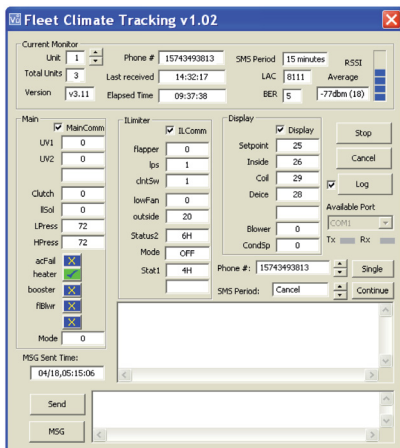 Fleet Climate Tracking v1.02
Current Monitor
Unit 1 Phone # 15743493813 SMS Period 15 minutes RSSI
Total Units 3 Last received 14:32:17 LAC 8111 Average
Version v3.11 Elapsed Time 09:37:38 BER 5 -77dbm (18)
Main ILimiter Display
MainComm ILComm Display Stop
UV1 0 flapper 0 Setpoint 25
UV2 0 lps 1 Inside 26 Cancel
clntSw 1 Coil 29 Log
Clutch 0 lowFan 0 Deice 28
IlSol 0 outside 20 Available Port
LPress 72 Status2 6H Blower 0 COM1
HPress 72 Mode OFF CondSp 0 Tx Rx
acFail Stat1 4H
heater Phone #: 15743493813 Single
booster SMS Period: Cancel Continue
flBlwr
Mode 0
MSG Sent Time:
04/18,05:15:06
Send
MSG